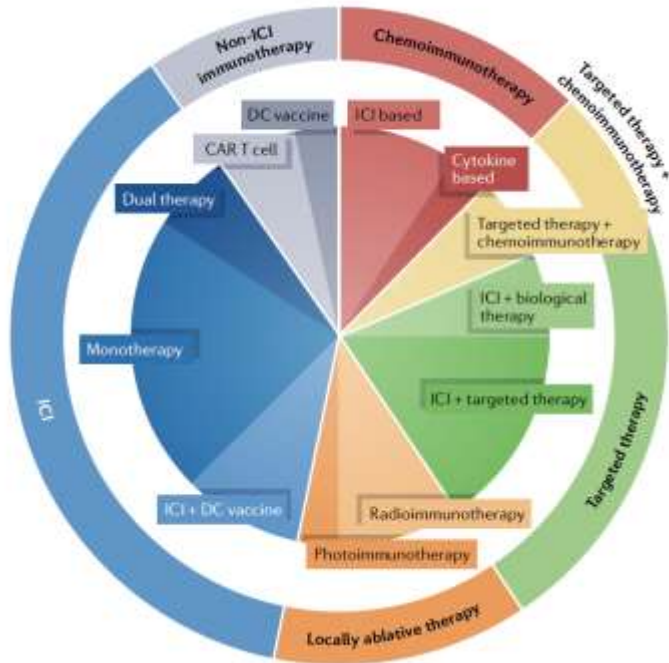 Non-ICI
immunotherapy
Chemoimmunotherapy
Targeted therapy +
chemoimmunotherapy
DC vaccine
ICI based
CAR T cell
Cytokine
based
Dual therapy
Targeted therapy +
chemoimmunotherapy
ICI + biological
therapy
Monotherapy
ICI + targeted therapy
ICI
Targeted therapy
ICI + DC vaccine
Radioimmunotherapy
Photoimmunotherapy
Locally ablative therapy